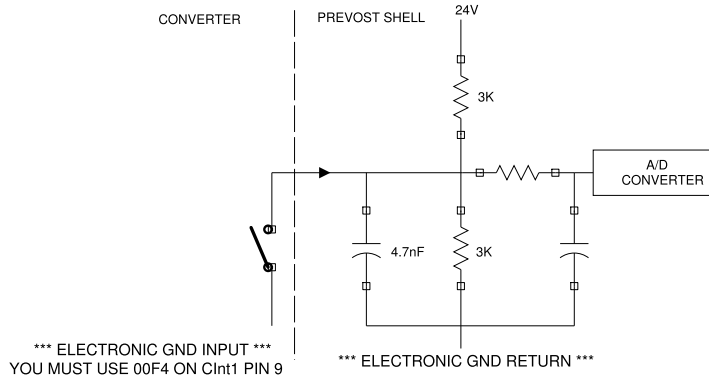 CONVERTER
PREVOST SHELL
24V
3K
A/D
CONVERTER
4.7nF
3K
*** ELECTRONIC GND INPUT ***
YOU MUST USE 00F4 ON CInt1 PIN 9
*** ELECTRONIC GND RETURN ***